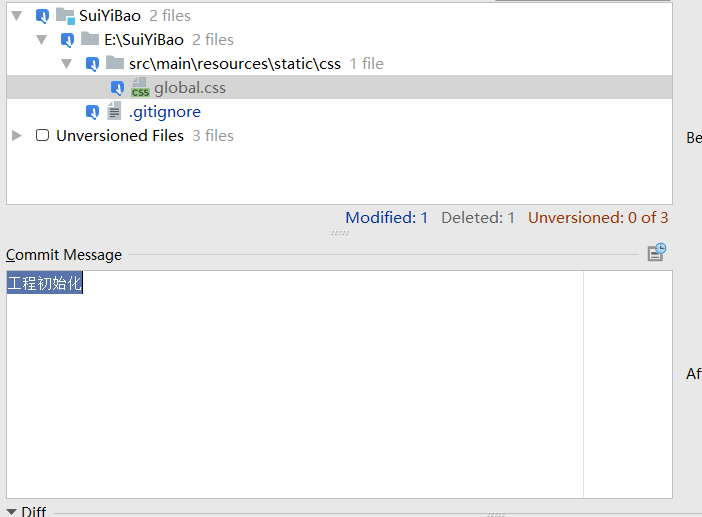 SuiYiBao 2 files
E:\SuiYiBao 2 files
src\main\resources\static\css 1 file
CSS global.css
.gitignore
Unversioned Files 3 files
Be
Modified: 1 Deleted: 1 Unversioned: 0 of 3
Commit Message
工程初始化
Af
Diff